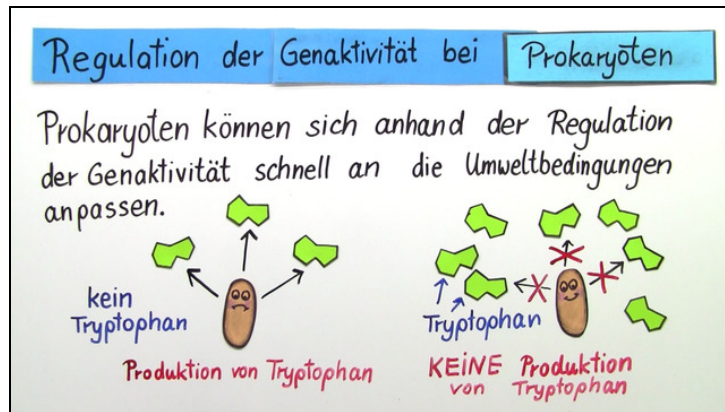 Regulation der Genaktivität bei Prokaryoten
Prokaryoten können sich anhand der Regulation
der Genaktivität schnell an die Umweltbedingungen
anpassen.
kein
Tryptophan
Produktion von Tryptophan
Tryptophan
KEINE Produktion
von Tryptophan